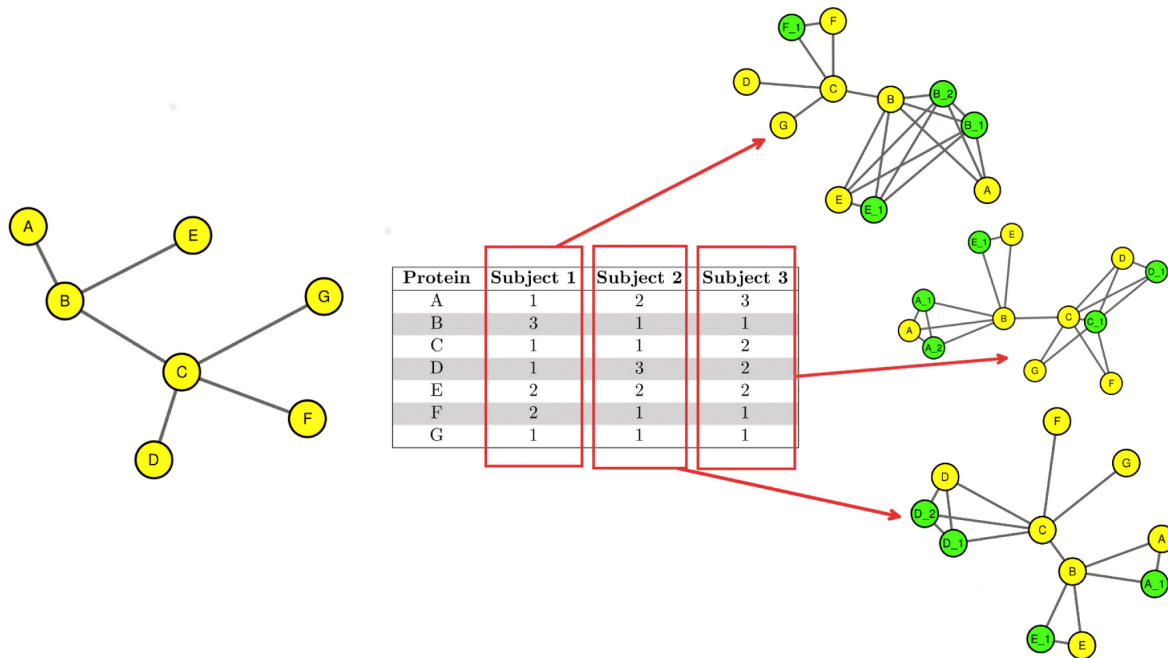 A
E
B
G
C
F
D
Protein Subject 1 Subject 2 Subject 3
A 1 2 3
B 3 1 1
C 1 1 2
D 1 3 2
E 2 2 2
F 2 1 1
G 1 1 1
F_1 F
D
C
B B_2
G B_1
E E_1 A
E_1 E
D D_1
A_1
A B C C_1
A_2
G F
F
D G
D_2
D_1 C A
B A_1
E_1 E